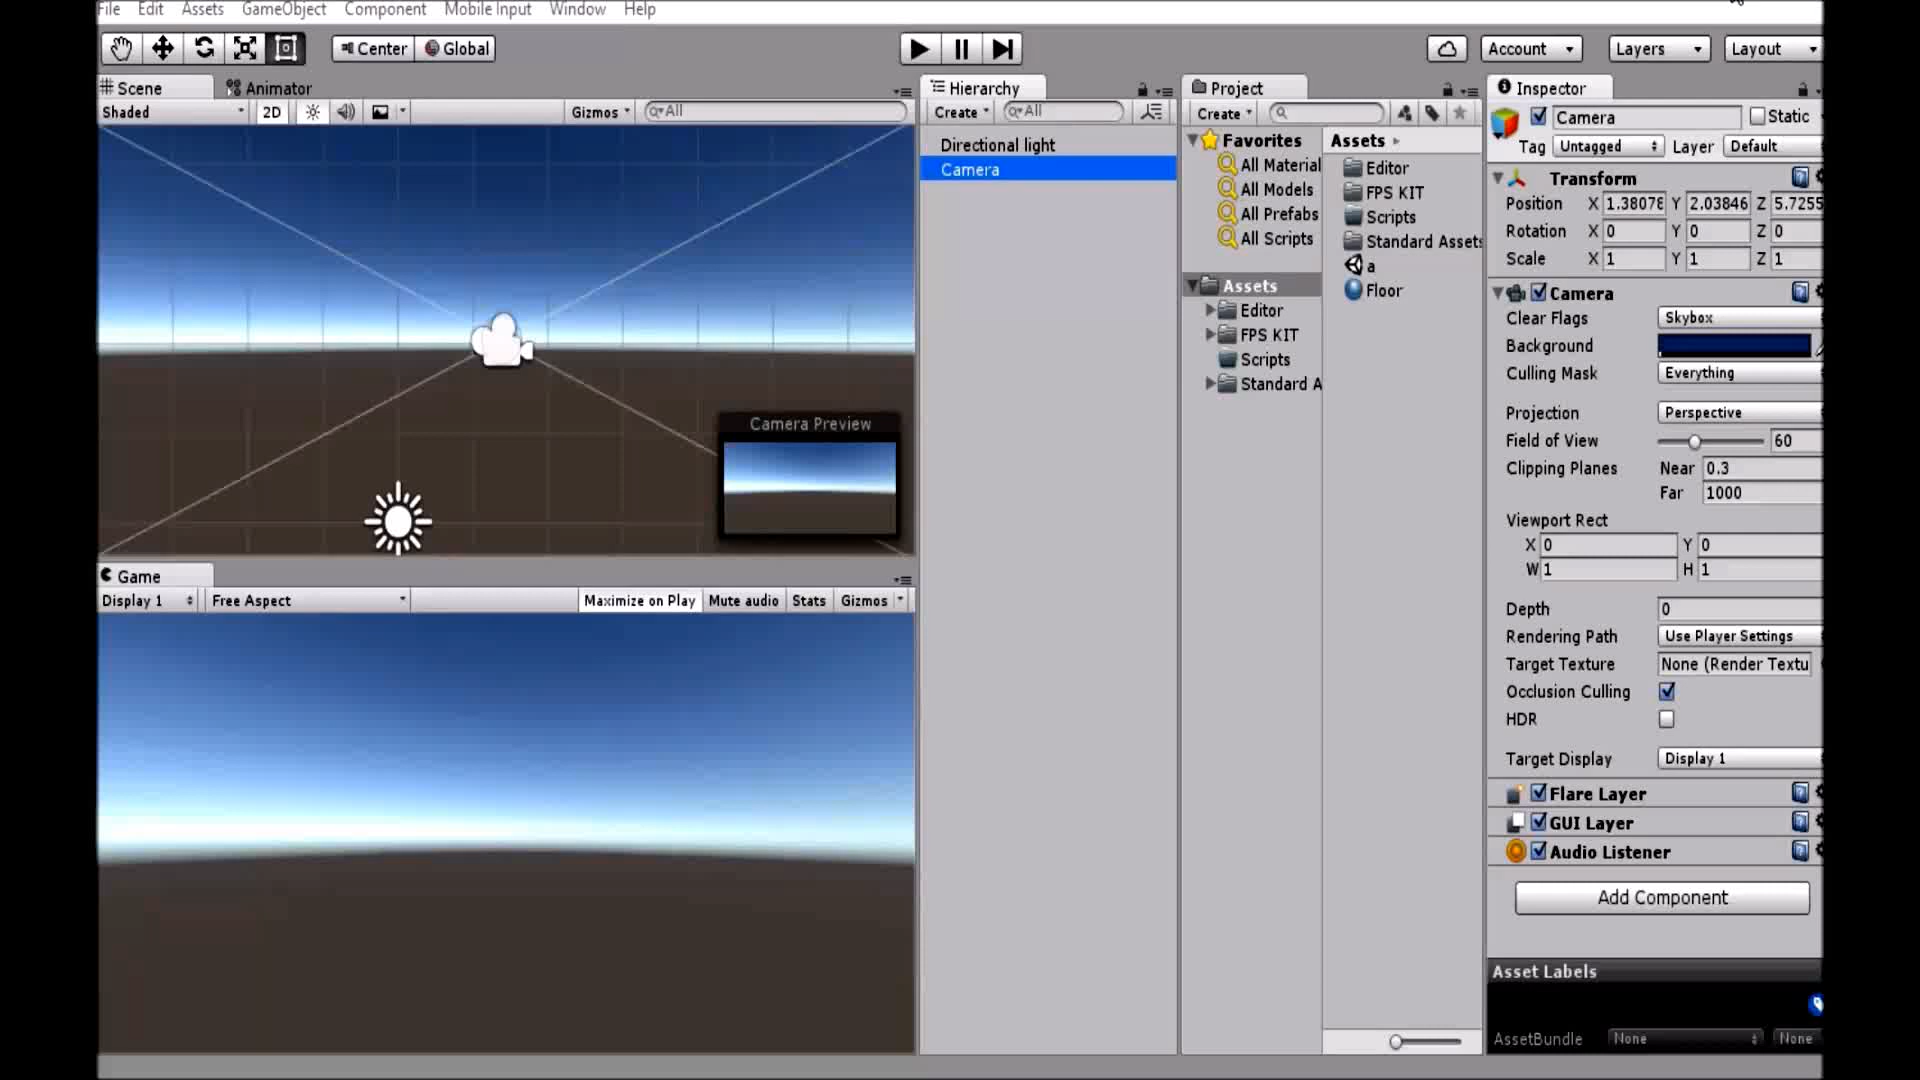 File Edit Assets GameObject Component Mobile Input Window Help
Center Global
Account Layers Layout
Scene Animator
Shaded 2D Gizmos All
Camera Preview
Game
Display 1 Free Aspect Maximize on Play Mute audio Stats Gizmos
Hierarchy
Create All
Directional light
Camera
Project
Create
Favorites
All Material
All Models
All Prefabs
All Scripts
Assets
Editor
FPS KIT
Scripts
Standard A
Assets
Editor
FPS KIT
Scripts
Standard Assets
a
Floor
Inspector
Camera Static
Tag Untagged Layer Default
Transform
Position X 1.38078 Y 2.03846 Z 5.7255
Rotation X 0 Y 0 Z 0
Scale X 1 Y 1 Z 1
Camera
Clear Flags Skybox
Background
Culling Mask Everything
Projection Perspective
Field of View 60
Clipping Planes Near 0.3
Far 1000
Viewport Rect
X 0 Y 0
W 1 H 1
Depth 0
Rendering Path Use Player Settings
Target Texture None (Render Textu
Occlusion Culling
HDR
Target Display Display 1
Flare Layer
GUI Layer
Audio Listener
Add Component
Asset Labels
AssetBundle None None